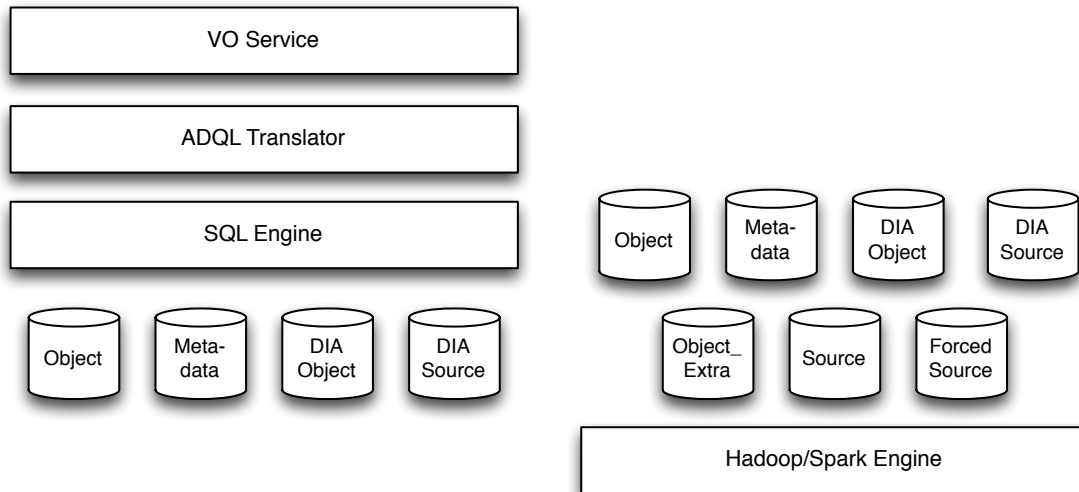 VO Service
ADQL Translator
SQL Engine
Object
Meta-
data
DIA
Object
DIA
Source
Object
Meta-
data
DIA
Object
DIA
Source
Object_
Extra
Source
Forced
Source
Hadoop/Spark Engine